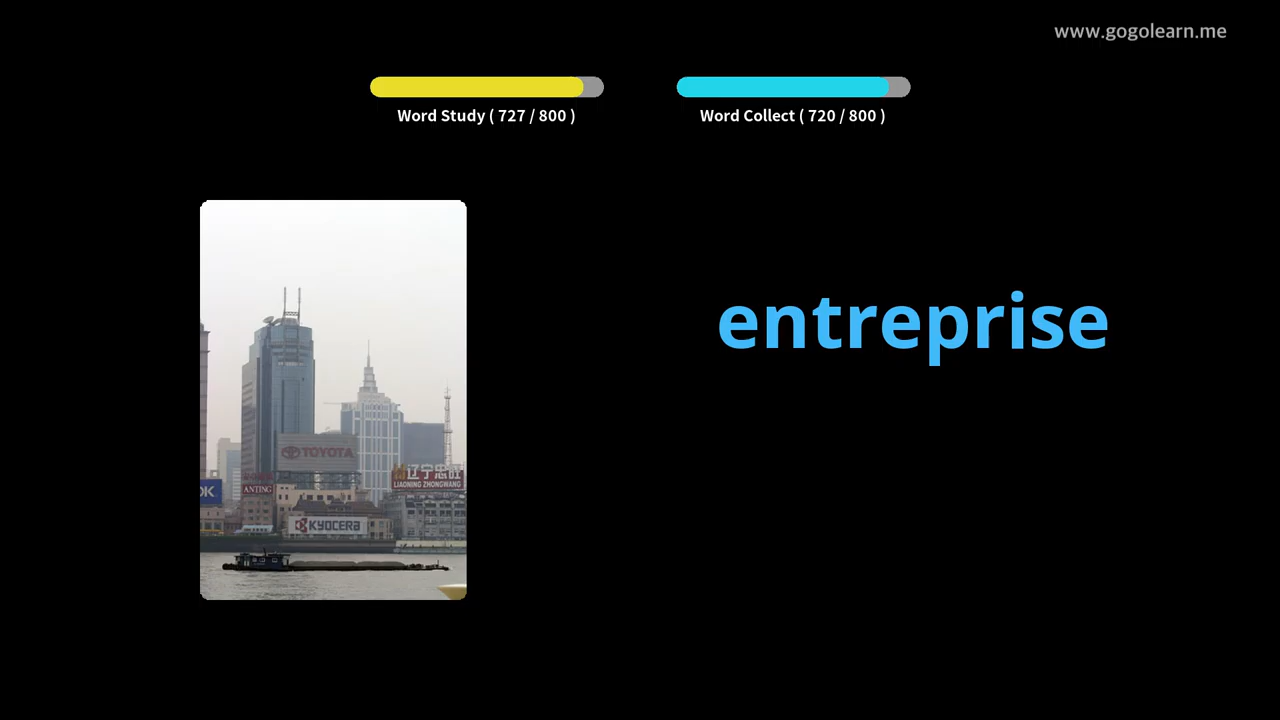 www.gogolearn.me
Word Study ( 727 / 800 )
Word Collect ( 720 / 800 )
entreprise
TOYOTA
辽宁忠旺
LIAONING ZHONGWANG
ANTING
KYOCERA